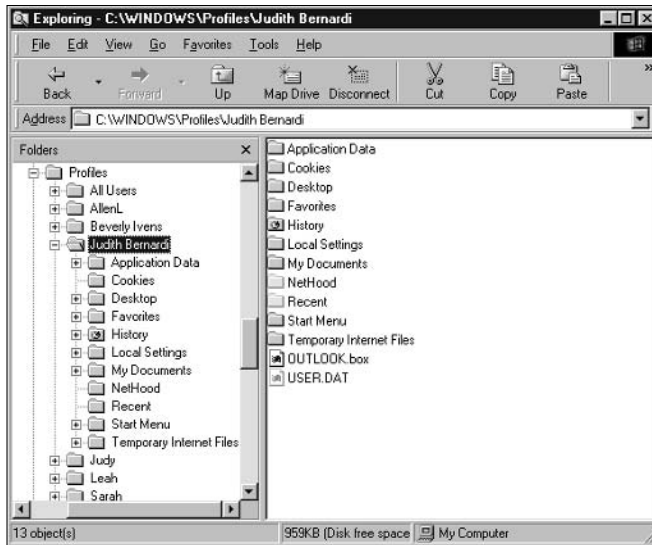 Exploring - C:\WINDOWS\Profiles\Judith Bernardi
File Edit View Go Favorites Tools Help
Back Forward Up Map Drive Disconnect Cut Copy Paste »
Address C:\WINDOWS\Profiles\Judith Bernardi
Folders
Profiles
All Users
AllenL
Beverly Ivens
Judith Bernardi
Application Data
Cookies
Desktop
Favorites
History
Local Settings
My Documents
NetHood
Recent
Start Menu
Temporary Internet Files
Judy
Leah
Sarah
Application Data
Cookies
Desktop
Favorites
History
Local Settings
My Documents
NetHood
Recent
Start Menu
Temporary Internet Files
OUTLOOK.box
USER.DAT
13 object(s) 959KB (Disk free space My Computer